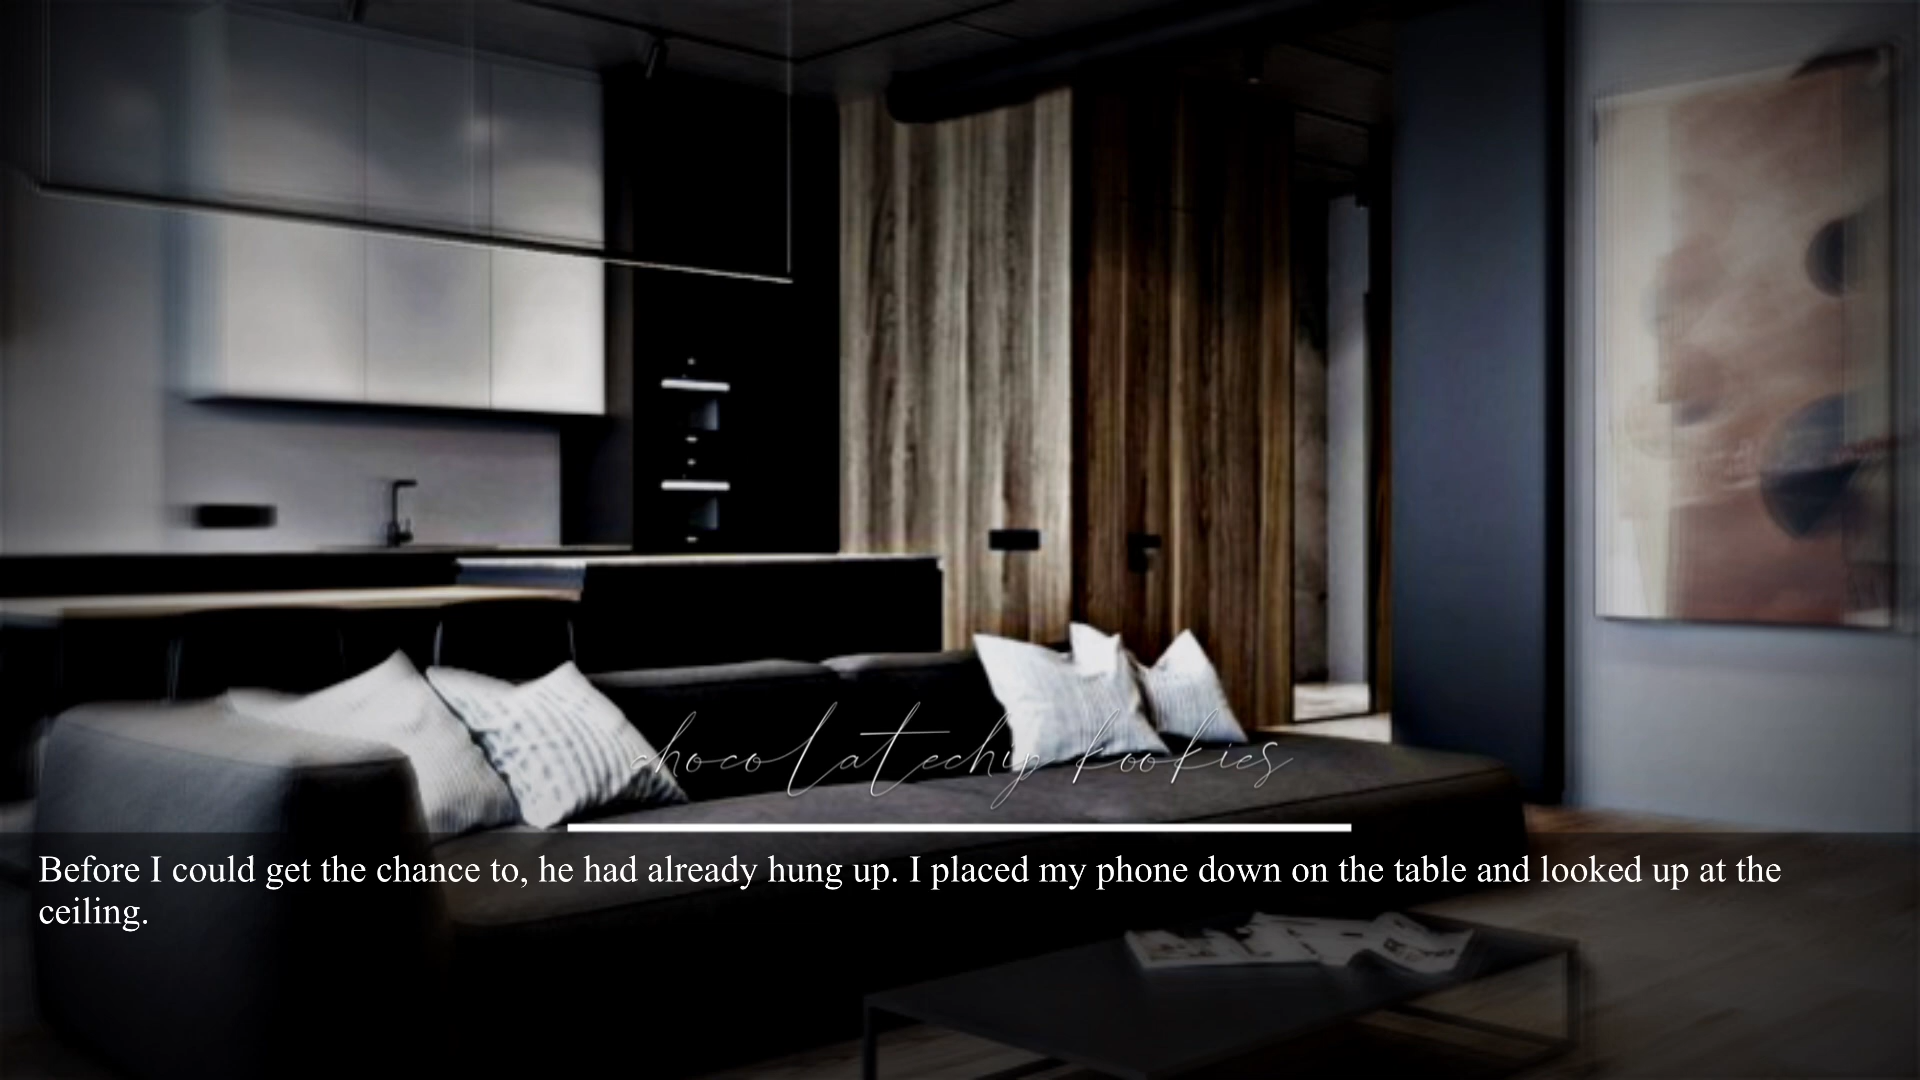 chocolatechip kookies
Before I could get the chance to, he had already hung up. I placed my phone down on the table and looked up at the
ceiling.